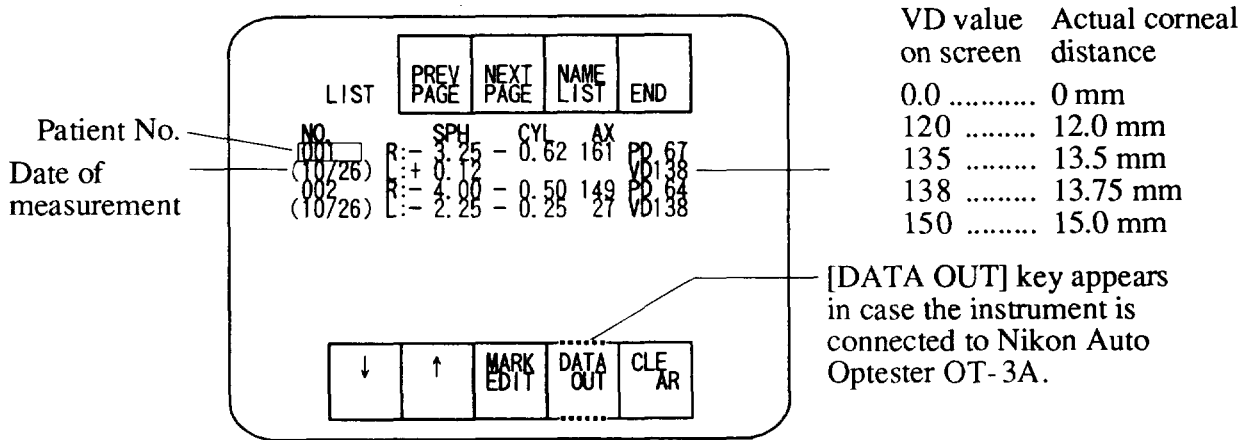 LIST
PREV PAGE
NEXT PAGE
NAME LIST
END
NO. SPH CYL AX
001 R:- 3.25 - 0.62 161 PD 67
(10/26) L:+ 0.12 VD138
002 R:- 4.00 - 0.50 149 PD 64
(10/26) L:- 2.25 - 0.25 27 VD138
↓
↑
MARK EDIT
DATA OUT
CLE AR
Patient No.
Date of
measurement
VD value Actual corneal
on screen distance
0.0 .......... 0 mm
120 ......... 12.0 mm
135 ......... 13.5 mm
138 ......... 13.75 mm
150 ......... 15.0 mm
[DATA OUT] key appears
in case the instrument is
connected to Nikon Auto
Optester OT-3A.